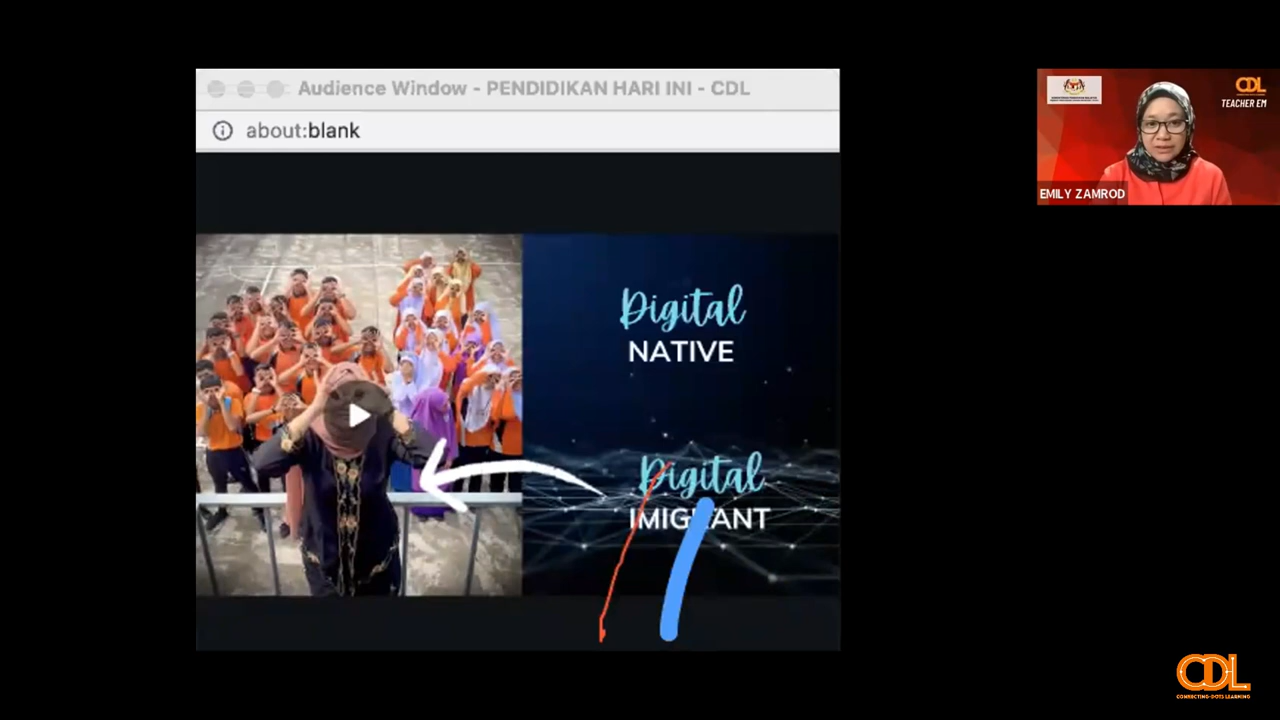 Audience Window - PENDIDIKAN HARI INI - CDL
about:blank
Digital
NATIVE
Digital
IMIGRANT
CDL
TEACHER EM
EMILY ZAMROD
CDL
CONNECTING-DOTS LEARNING